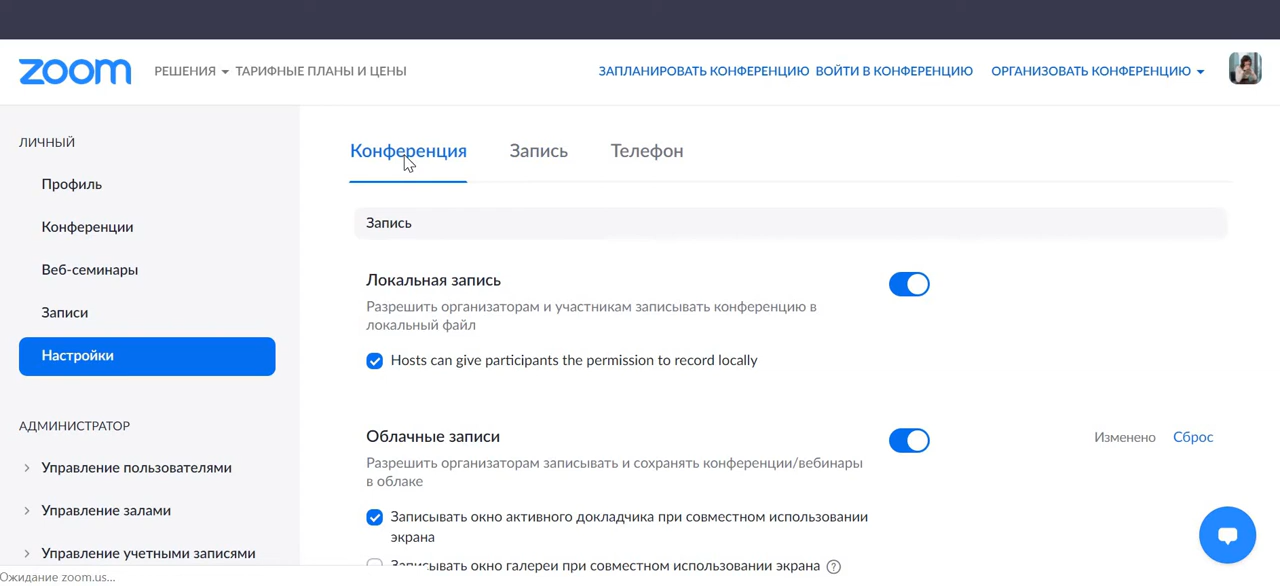 zoom
РЕШЕНИЯ ТАРИФНЫЕ ПЛАНЫ И ЦЕНЫ ЗАПЛАНИРОВАТЬ КОНФЕРЕНЦИЮ ВОЙТИ В КОНФЕРЕНЦИЮ ОРГАНИЗОВАТЬ КОНФЕРЕНЦИЮ
ЛИЧНЫЙ
Профиль
Конференции
Веб-семинары
Записи
Настройки
АДМИНИСТРАТОР
Управление пользователями
Управление залами
Управление учетными записями
Ожидание zoom.us...
Конференция Запись Телефон
Запись
Локальная запись
Разрешить организаторам и участникам записывать конференцию в
локальный файл
Hosts can give participants the permission to record locally
Облачные записи
Изменено Сброс
Разрешить организаторам записывать и сохранять конференции/вебинары
в облаке
Записывать окно активного докладчика при совместном использовании
экрана
Записывать окно галереи при совместном использовании экрана ?